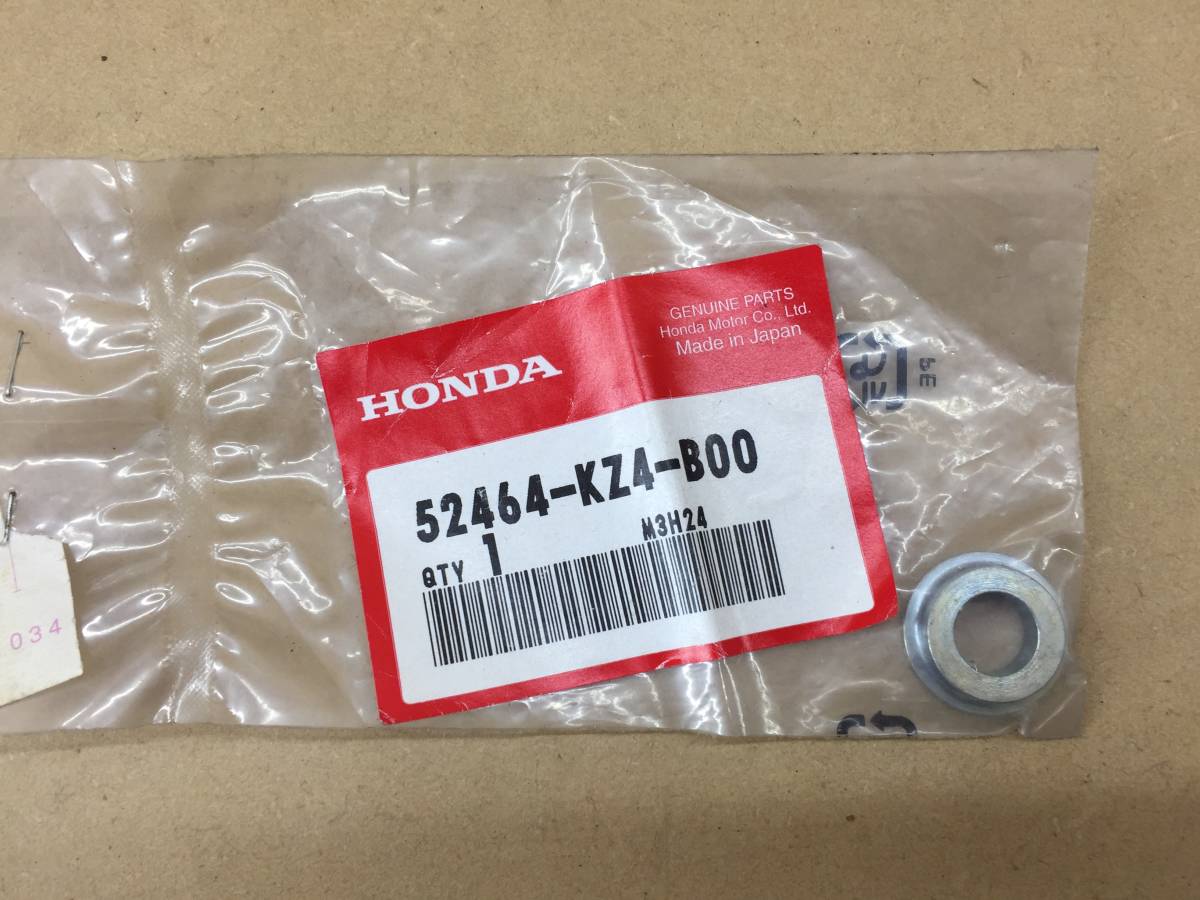 GENUINE PARTS
Honda Motor Co., Ltd.
Made in Japan
HONDA
52464-KZ4-B00
M3H24
QTY 1
034